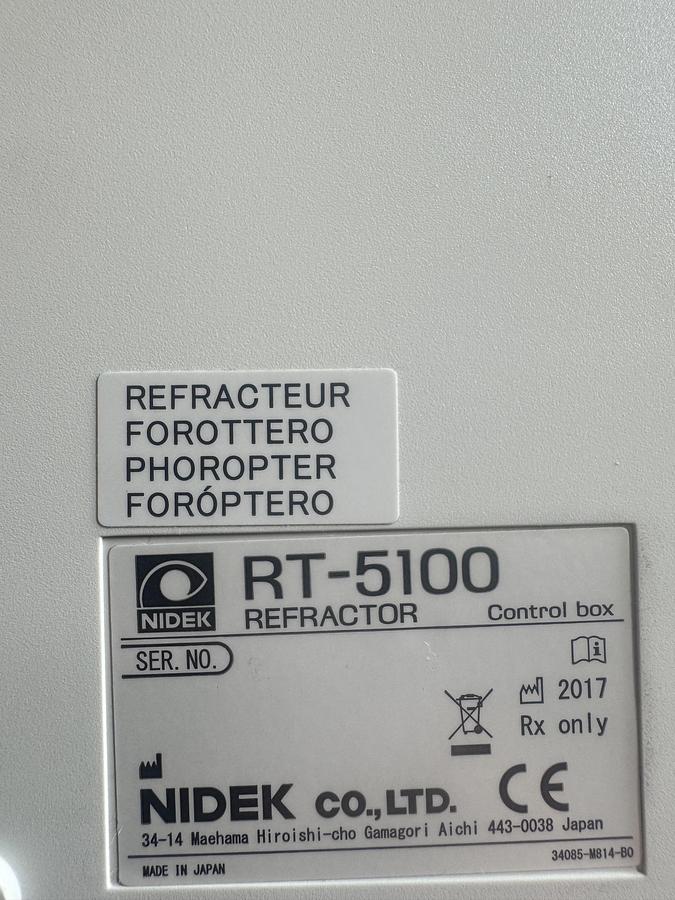 REFRACTEUR
FOROTTERO
PHOROPTER
FORÓPTERO
NIDEK
RT-5100
REFRACTOR
Control box
SER. NO.
2017
Rx only
NIDEK CO., LTD.
CE
34-14 Maehama Hiroishi-cho Gamagori Aichi 443-0038 Japan
MADE IN JAPAN
34085-M814-B0